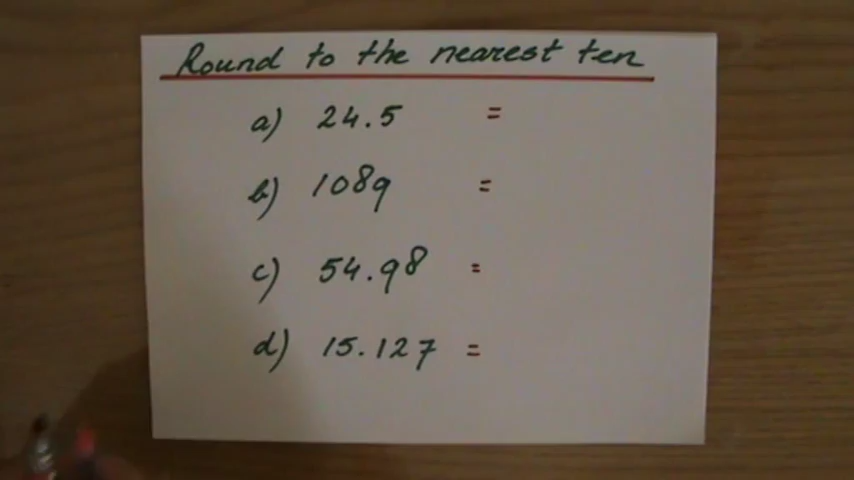 Round to the nearest ten
a) 24.5 =
b) 1089 =
c) 54.98 =
d) 15.127 =